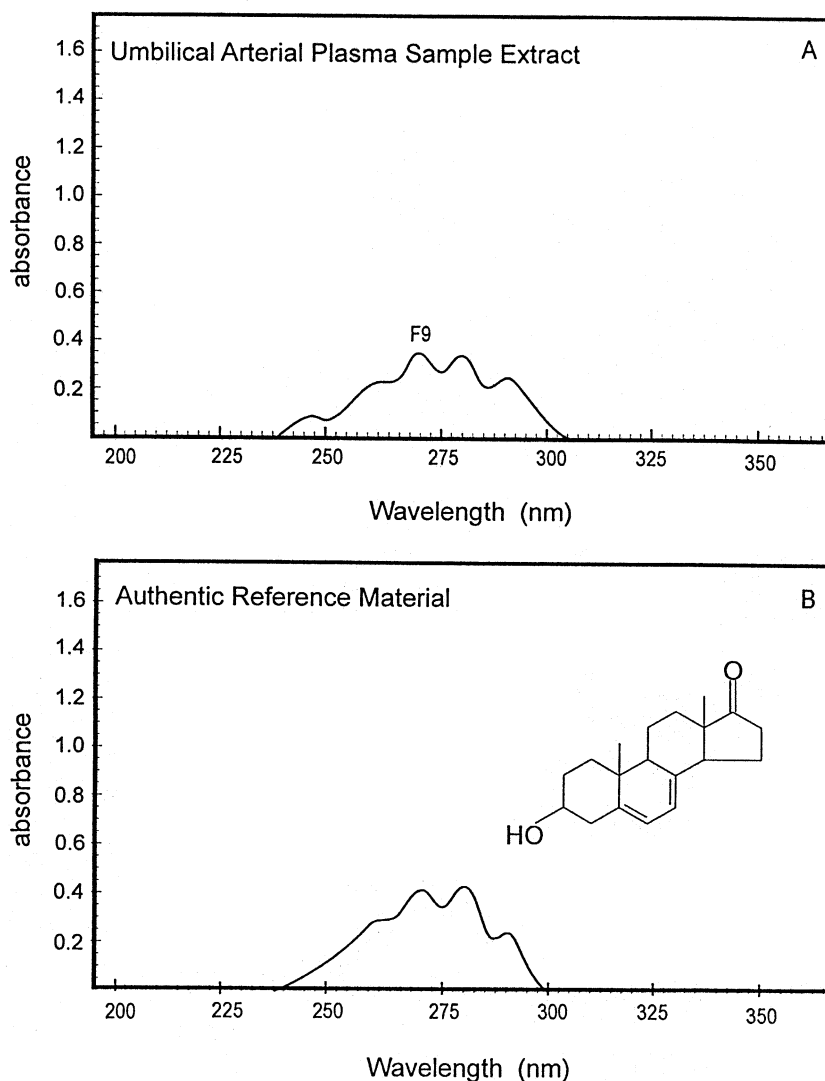 Umbilical Arterial Plasma Sample Extract
A
1.6
1.4
1.2
1.0
0.8
0.6
0.4
0.2
absorbance
F9
200 225 250 275 300 325 350
Wavelength (nm)
Authentic Reference Material
B
1.6
1.4
1.2
1.0
0.8
0.6
0.4
0.2
absorbance
O
HO
200 225 250 275 300 325 350
Wavelength (nm)